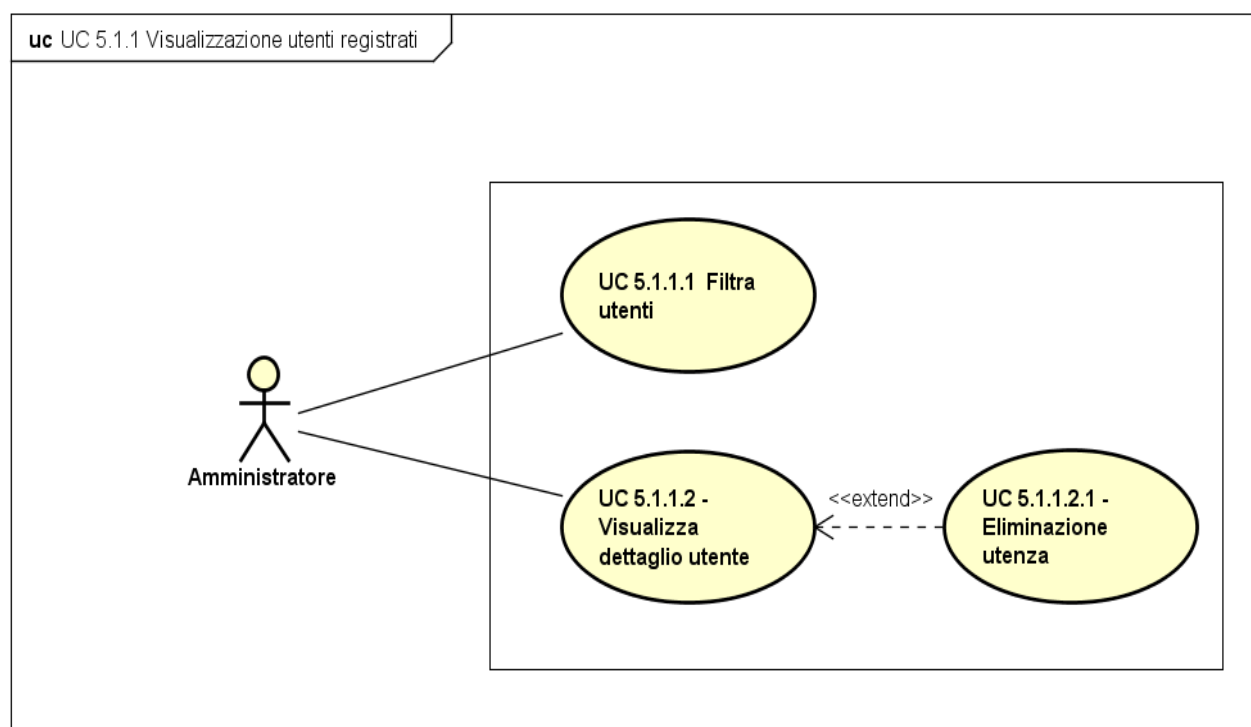 uc UC 5.1.1 Visualizzazione utenti registrati
UC 5.1.1.1 Filtra
utenti
Amministratore
UC 5.1.1.2 -
Visualizza
dettaglio utente
<<extend>>
UC 5.1.1.2.1 -
Eliminazione
utenza